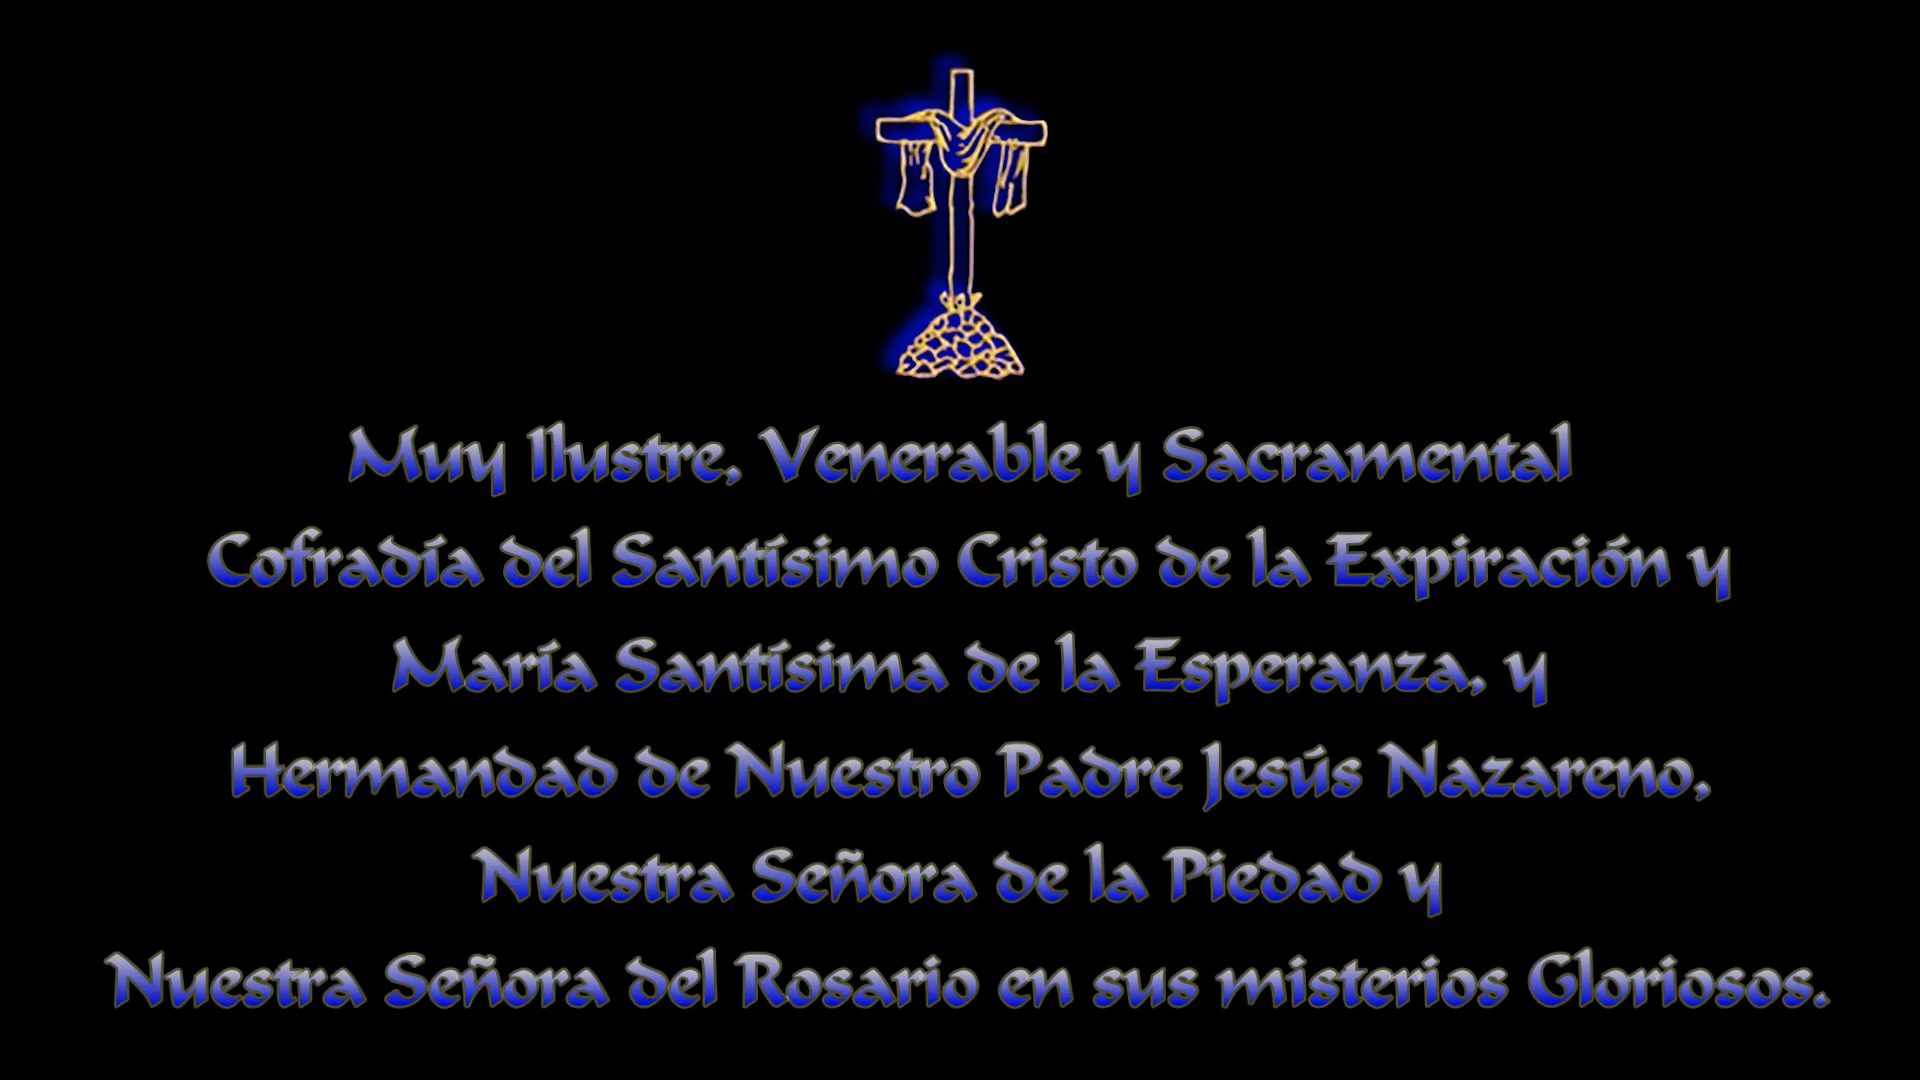 Muy Ilustre, Venerable y Sacramental
Cofradía del Santísimo Cristo de la Expiración y
María Santísima de la Esperanza, y
Hermandad de Nuestro Padre Jesús Nazareno,
Nuestra Señora de la Piedad y
Nuestra Señora del Rosario en sus misterios Gloriosos.